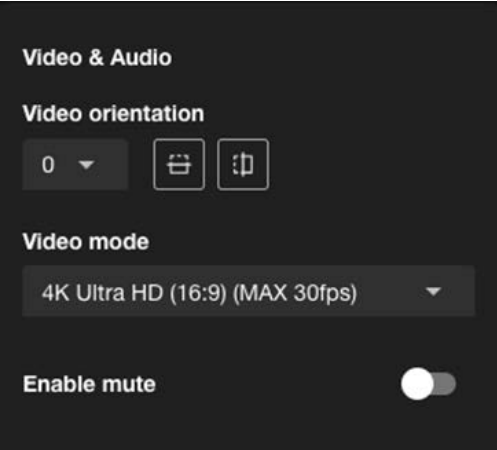 Video & Audio
Video orientation
0
Video mode
4K Ultra HD (16:9) (MAX 30fps)
Enable mute